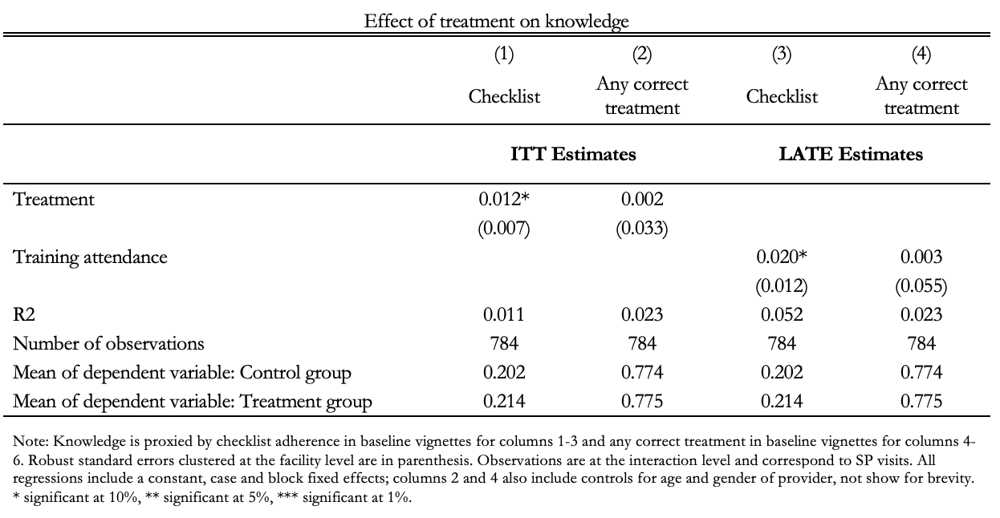 Effect of treatment on knowledge
(1) (2) (3) (4)
Checklist Any correct treatment Checklist Any correct treatment
ITT Estimates LATE Estimates
Treatment 0.012* 0.002
(0.007) (0.033)
Training attendance 0.020* 0.003
(0.012) (0.055)
R2 0.011 0.023 0.052 0.023
Number of observations 784 784 784 784
Mean of dependent variable: Control group 0.202 0.774 0.202 0.774
Mean of dependent variable: Treatment group 0.214 0.775 0.214 0.775
Note: Knowledge is proxied by checklist adherence in baseline vignettes for columns 1-3 and any correct treatment in baseline vignettes for columns 4-
6. Robust standard errors clustered at the facility level are in parenthesis. Observations are at the interaction level and correspond to SP visits. All
regressions include a constant, case and block fixed effects; columns 2 and 4 also include controls for age and gender of provider, not show for brevity.
* significant at 10%, ** significant at 5%, *** significant at 1%.